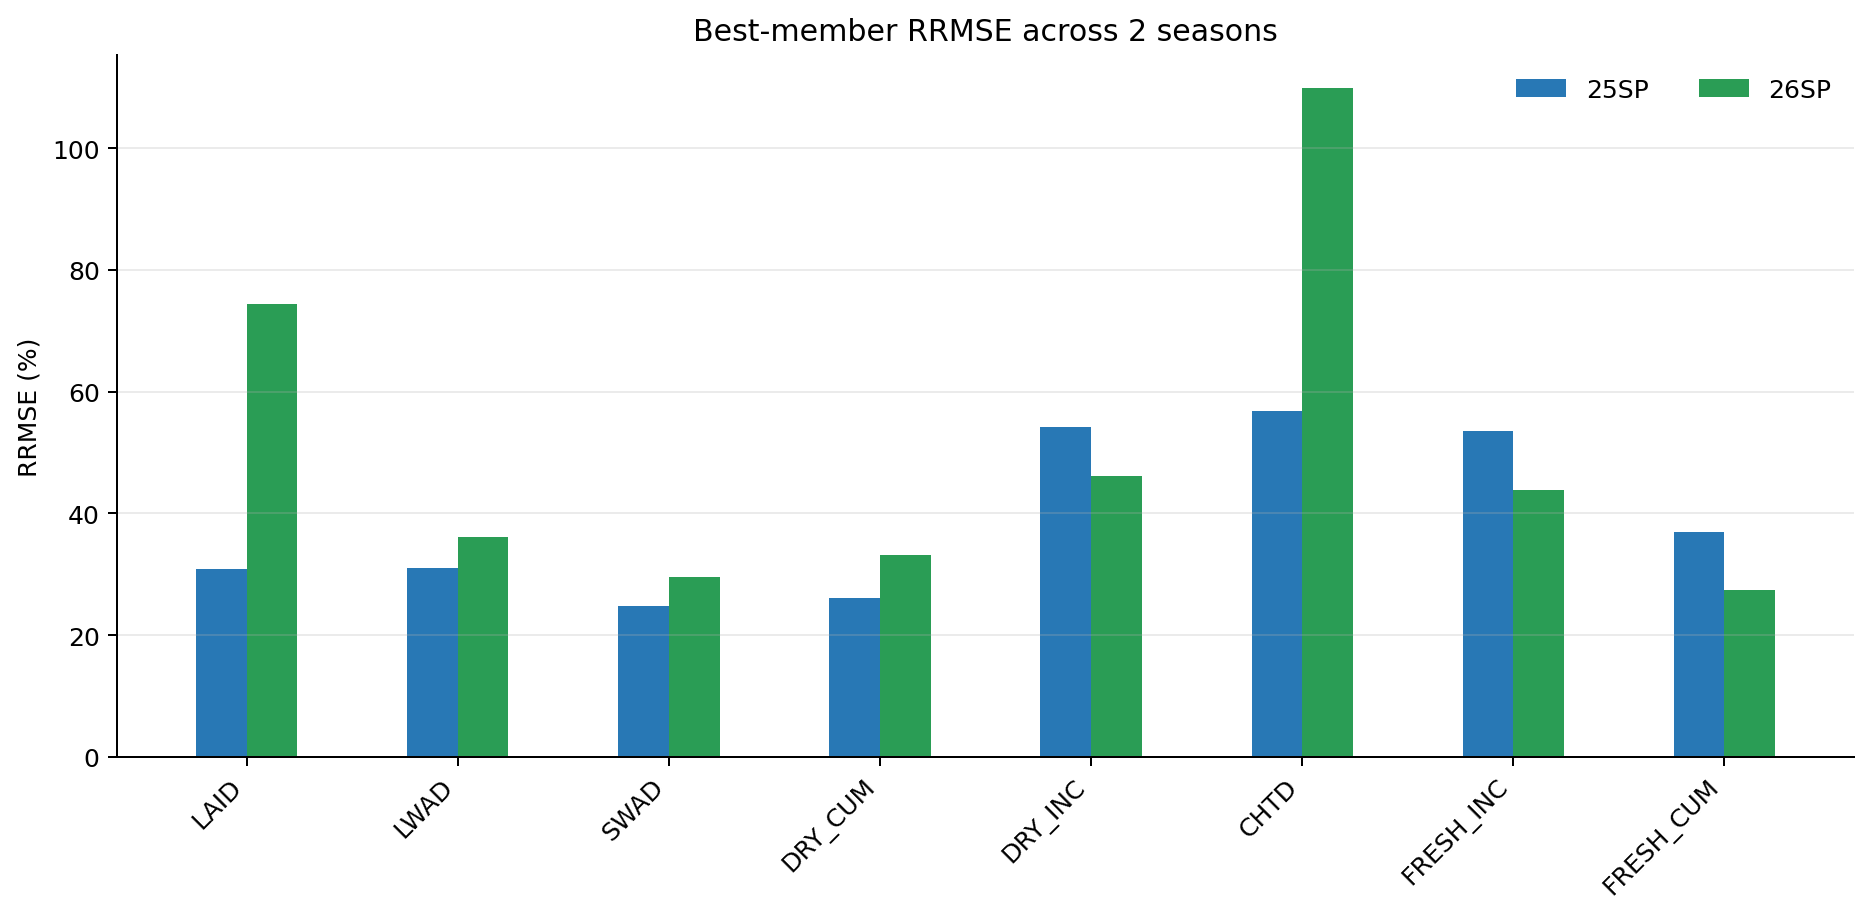 Best-member RRMSE across 2 seasons
25SP
26SP
RRMSE (%)
100
80
60
40
20
0
LAID
LWAD
SWAD
DRY_CUM
DRY_INC
CHTD
FRESH_INC
FRESH_CUM